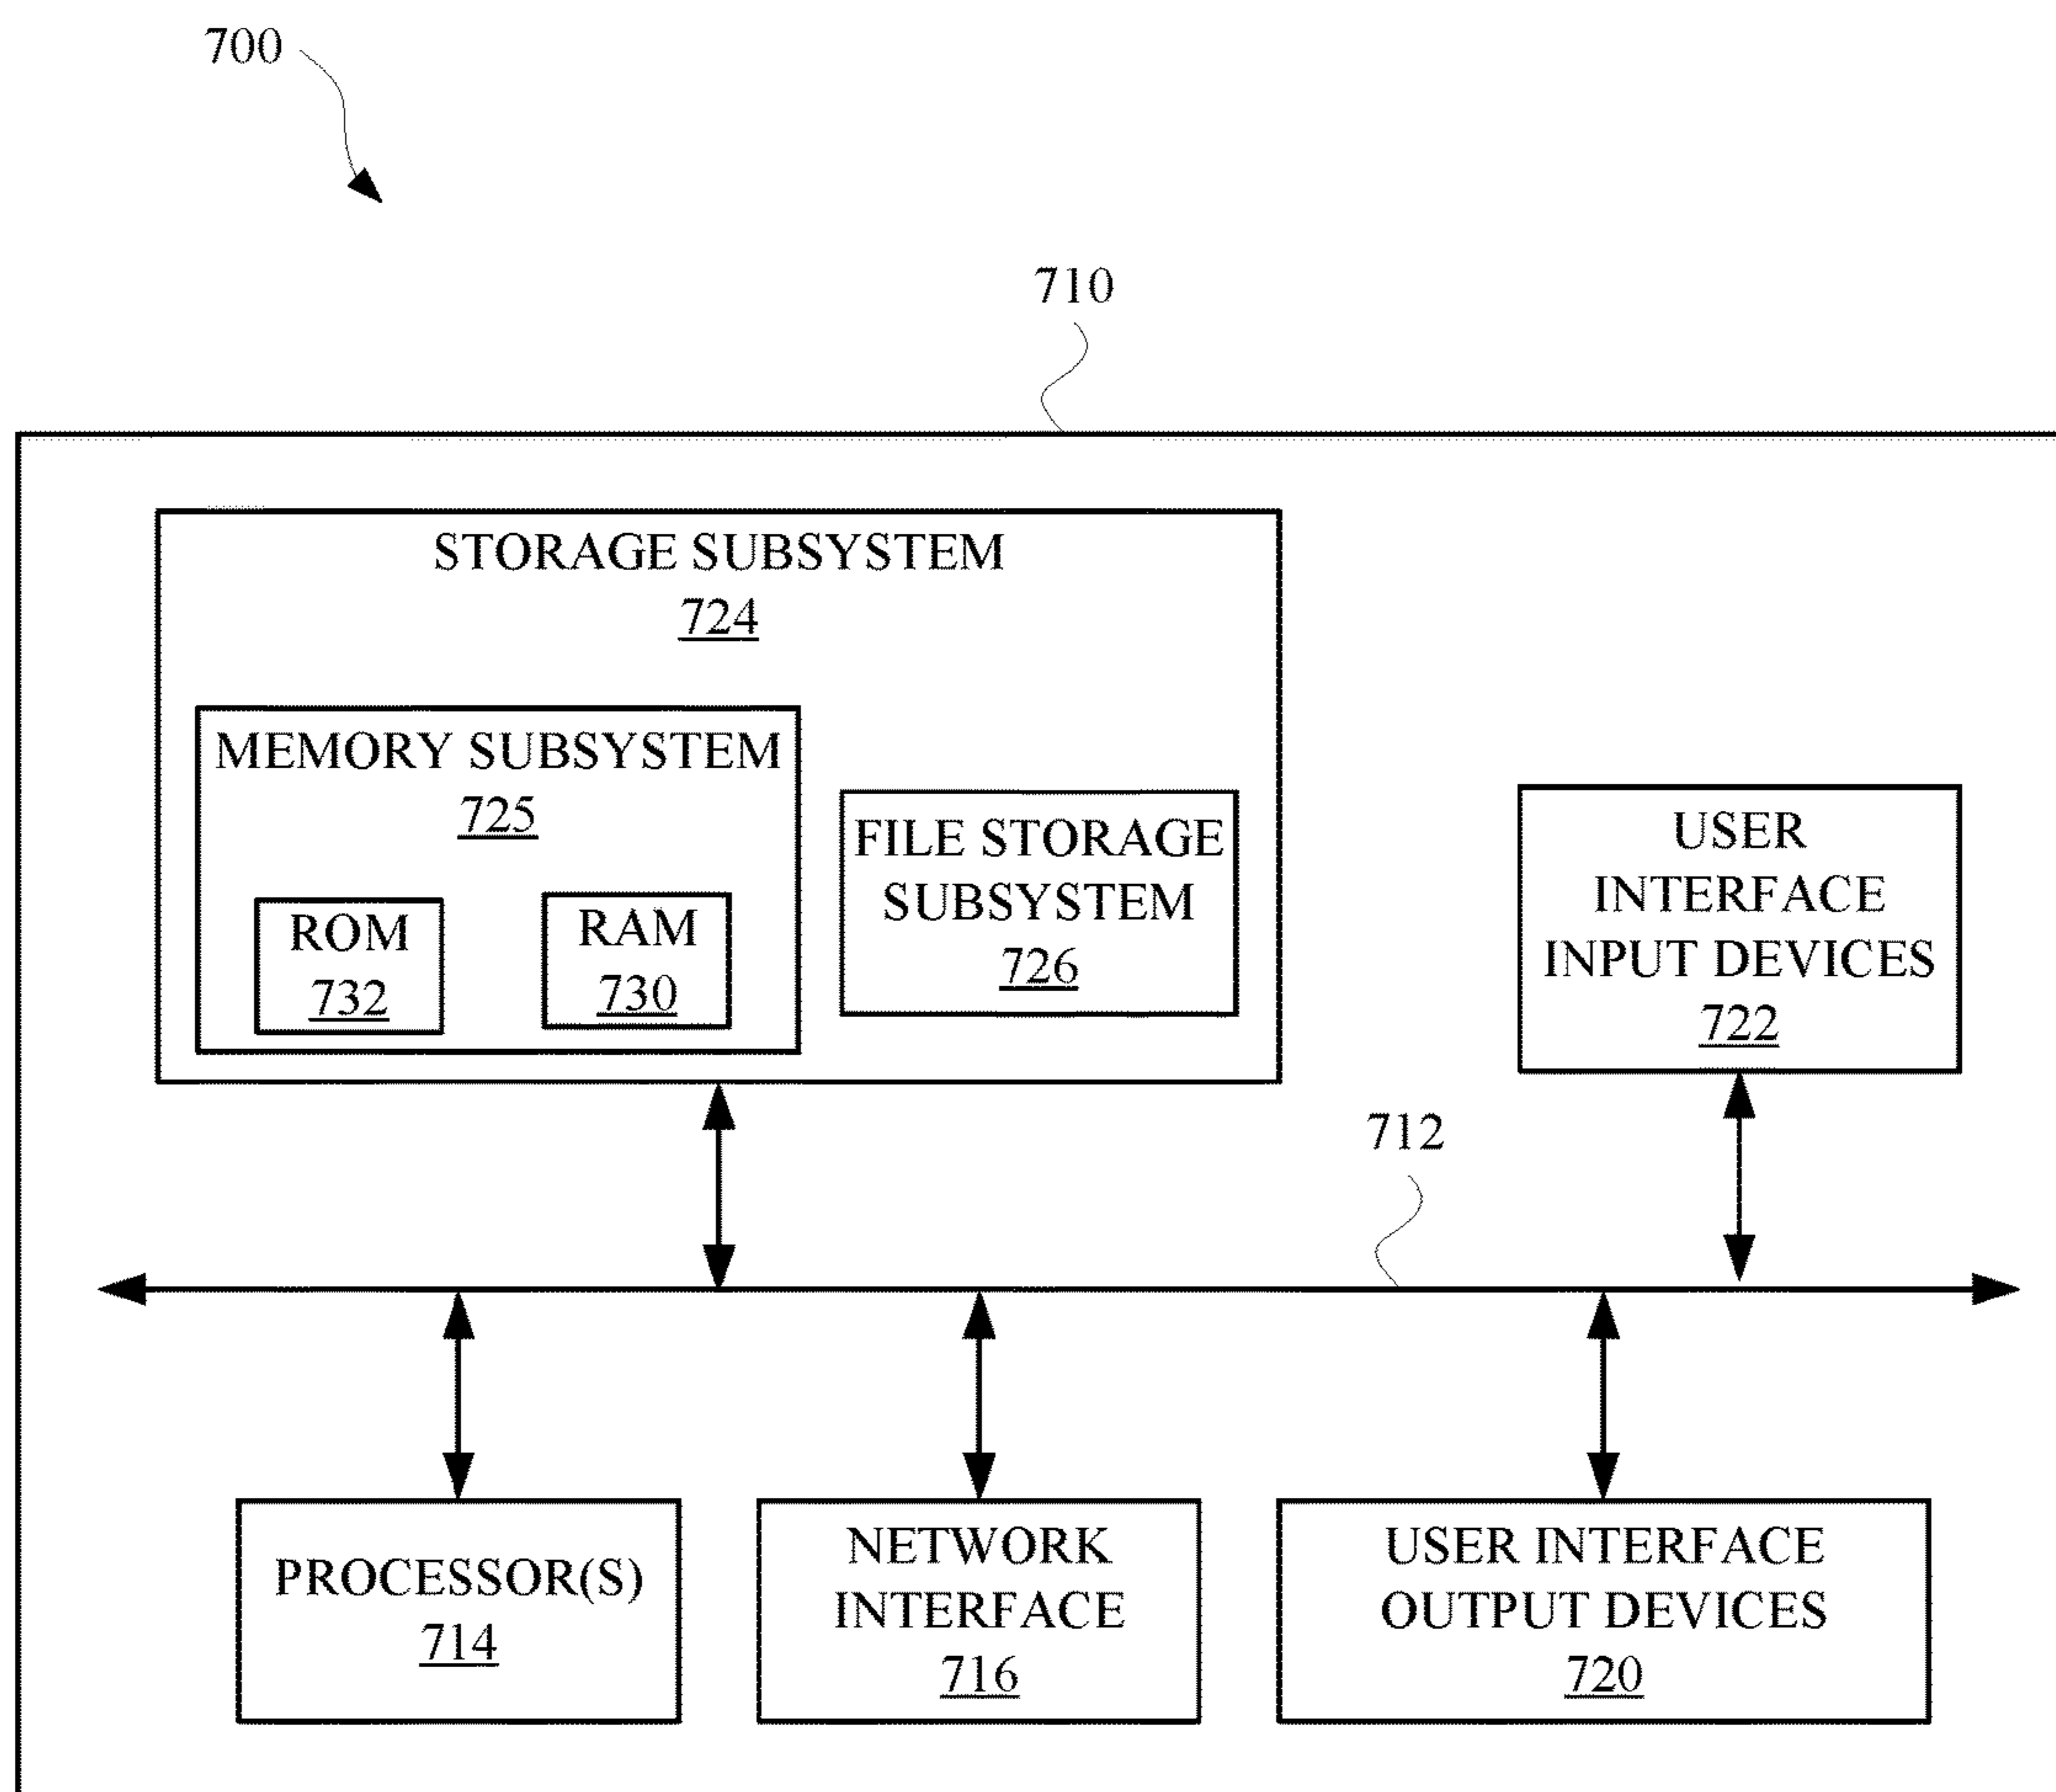 700
710
STORAGE SUBSYSTEM
724
MEMORY SUBSYSTEM
725
ROM
732
RAM
730
FILE STORAGE
SUBSYSTEM
726
USER
INTERFACE
INPUT DEVICES
722
712
PROCESSOR(S)
714
NETWORK
INTERFACE
716
USER INTERFACE
OUTPUT DEVICES
720